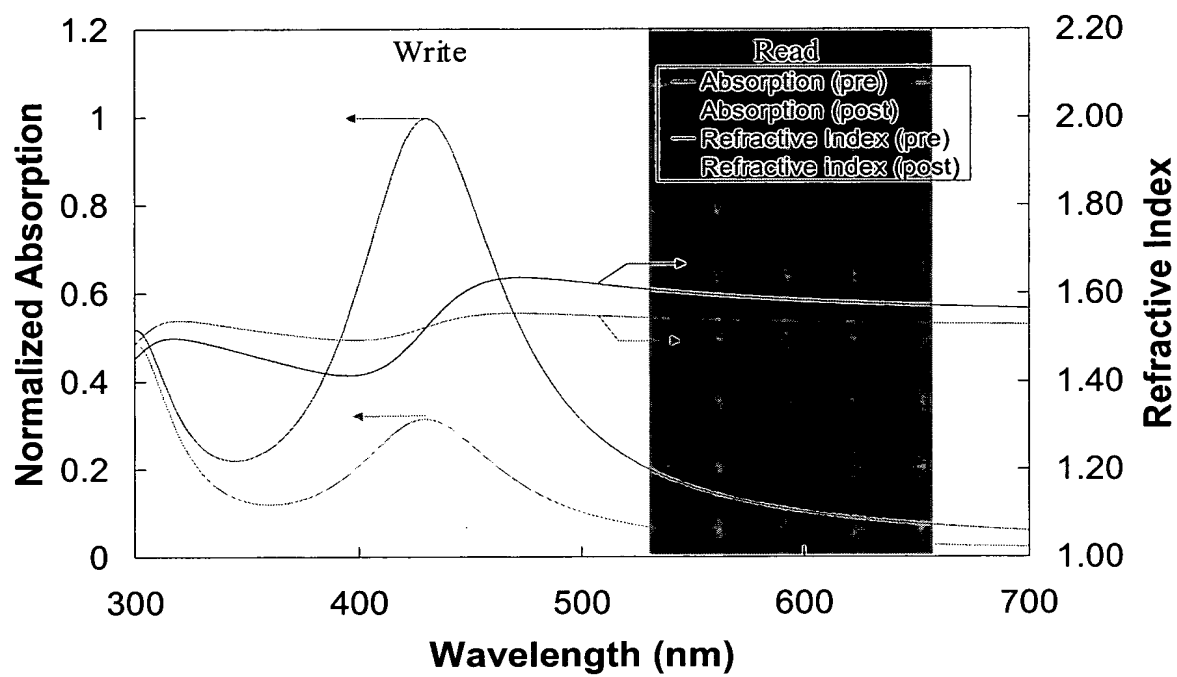 1.2
1
0.8
0.6
0.4
0.2
0
Normalized Absorption
Write
Read
Absorption (pre)
Absorption (post)
Refractive Index (pre)
Refractive index (post)
2.20
2.00
1.80
1.60
1.40
1.20
1.00
Refractive Index
300
400
500
600
700
Wavelength (nm)